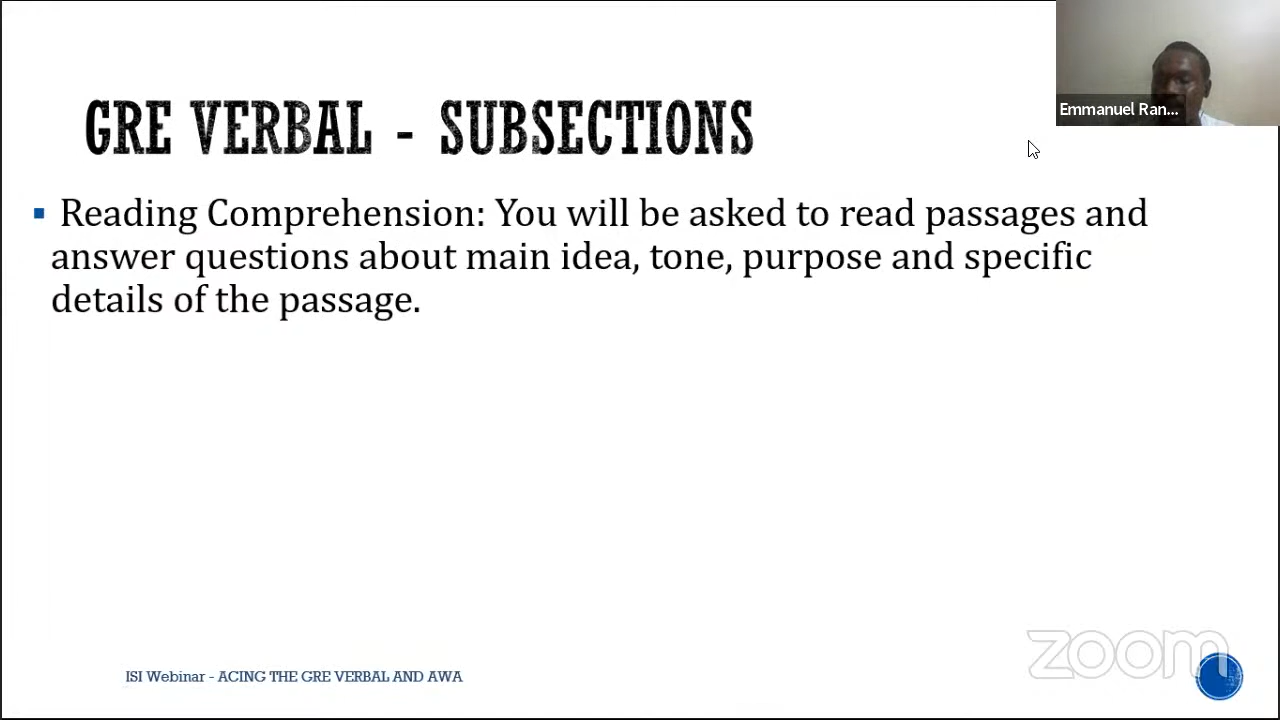 GRE VERBAL - SUBSECTIONS
Emmanuel Ran...
▪ Reading Comprehension: You will be asked to read passages and
answer questions about main idea, tone, purpose and specific
details of the passage.
ISI Webinar - ACING THE GRE VERBAL AND AWA
zoom